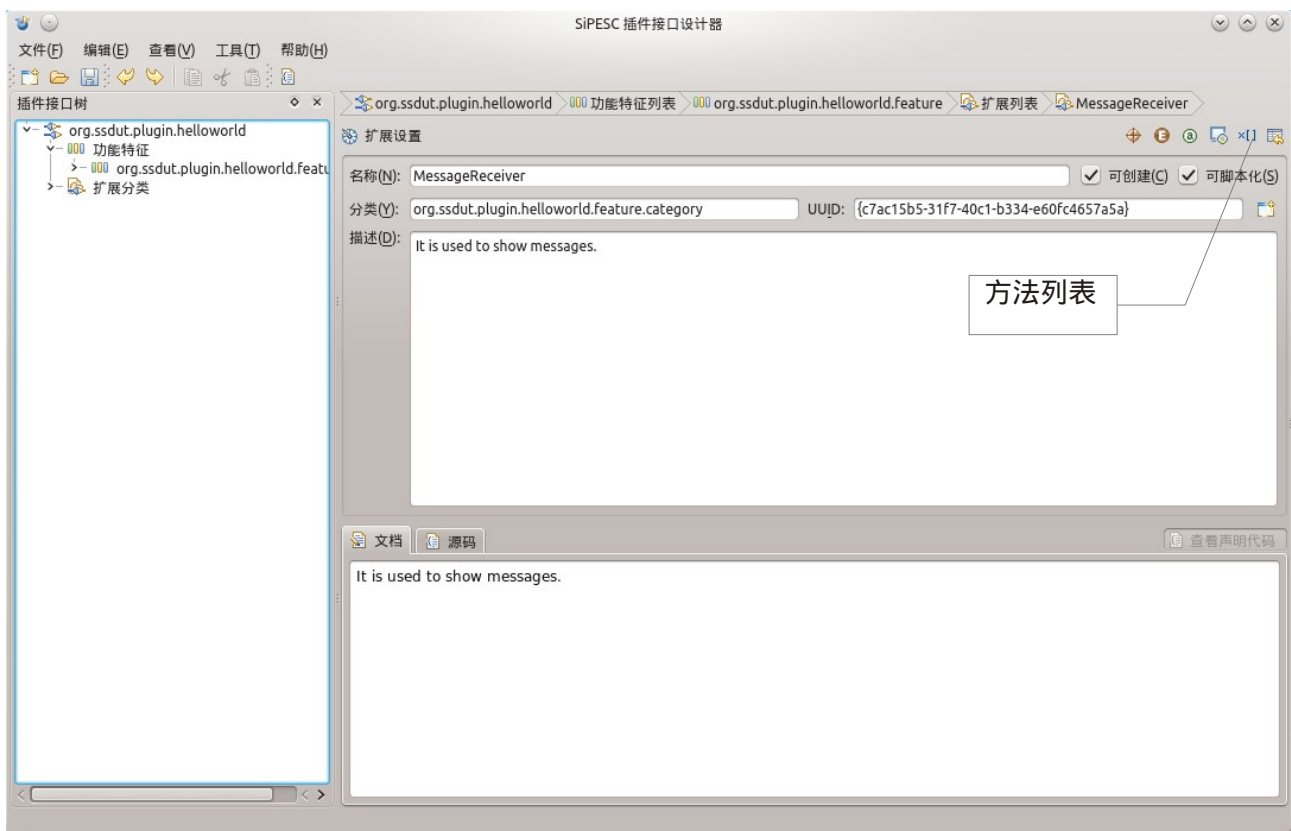 SiPESC 插件接口设计器
文件(F) 编辑(E) 查看(V) 工具(T) 帮助(H)
插件接口树
org.ssdut.plugin.helloworld
功能特征
org.ssdut.plugin.helloworld.featu
扩展分类
org.ssdut.plugin.helloworld 功能特征列表 org.ssdut.plugin.helloworld.feature 扩展列表 MessageReceiver
扩展设置
名称(N): MessageReceiver 可创建(C) 可脚本化(S)
分类(Y): org.ssdut.plugin.helloworld.feature.category UUID: {c7ac15b5-31f7-40c1-b334-e60fc4657a5a}
描述(D): It is used to show messages.
方法列表
文档 源码 查看声明代码
It is used to show messages.